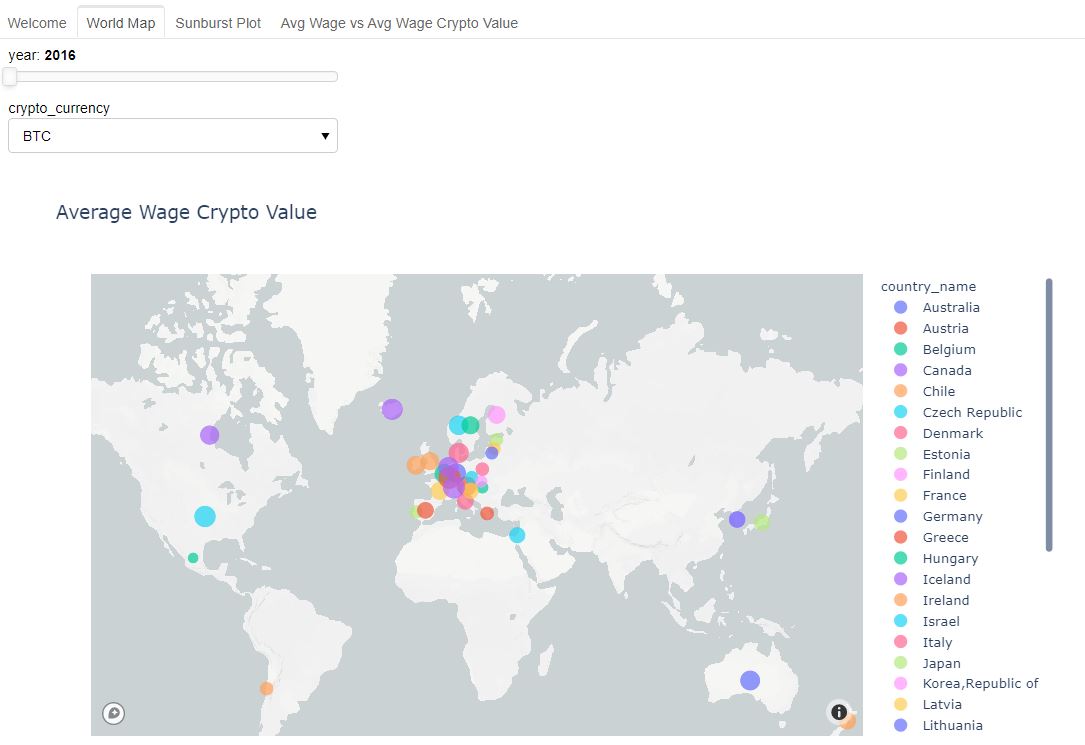 Welcome World Map Sunburst Plot Avg Wage vs Avg Wage Crypto Value
year: 2016
crypto_currency
BTC
Average Wage Crypto Value
country_name
Australia
Austria
Belgium
Canada
Chile
Czech Republic
Denmark
Estonia
Finland
France
Germany
Greece
Hungary
Iceland
Ireland
Israel
Italy
Japan
Korea,Republic of
Latvia
Lithuania